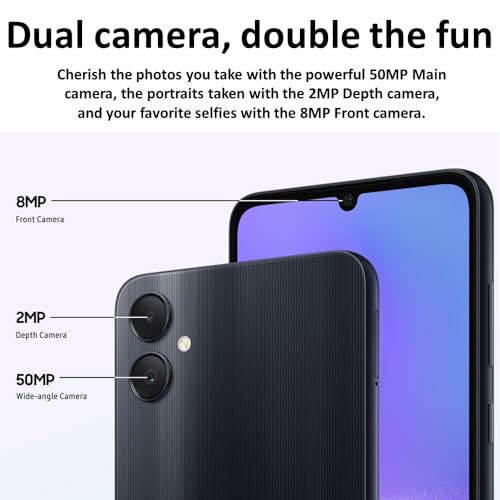 Dual camera, double the fun
Cherish the photos you take with the powerful 50MP Main
camera, the portraits taken with the 2MP Depth camera,
and your favorite selfies with the 8MP Front camera.
8MP
Front Camera
2MP
Depth Camera
50MP
Wide-angle Camera